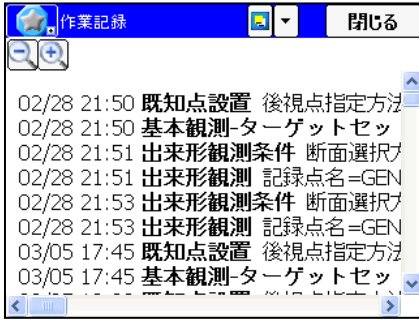 作業記録
閉じる
02/28 21:50 既知点設置 後視点指定方法
02/28 21:50 基本観測-ターゲットセッ
02/28 21:51 出来形観測条件 断面選択方
02/28 21:51 出来形観測 記録点名=GEN
02/28 21:53 出来形観測条件 断面選択方
02/28 21:53 出来形観測 記録点名=GEN
03/05 17:45 既知点設置 後視点指定方法
03/05 17:45 基本観測-ターゲットセッ